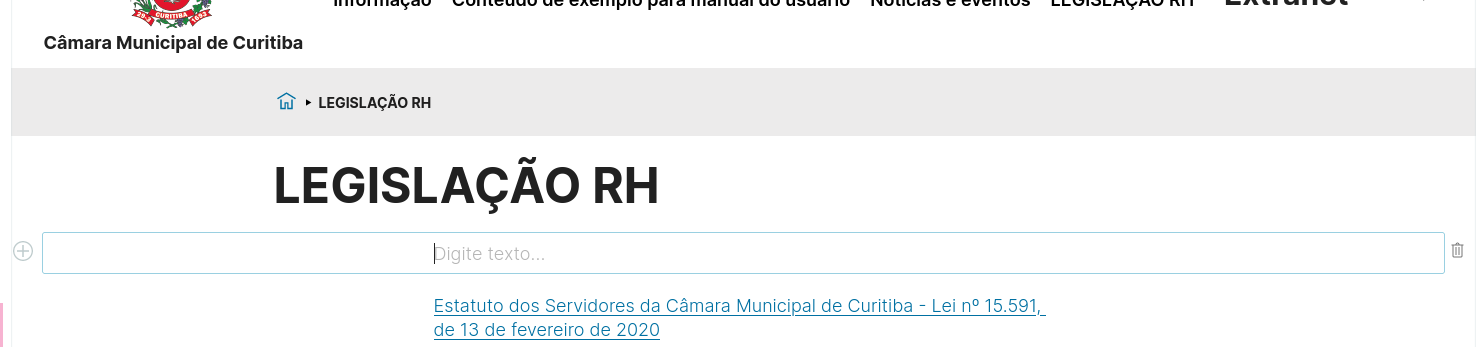 Informação Conteúdo de exemplo para manual do usuário Notícias e eventos LEGISLAÇÃO RH Extranet
CURITIBA
Câmara Municipal de Curitiba
LEGISLAÇÃO RH
LEGISLAÇÃO RH
Digite texto...
Estatuto dos Servidores da Câmara Municipal de Curitiba - Lei nº 15.591,
de 13 de fevereiro de 2020